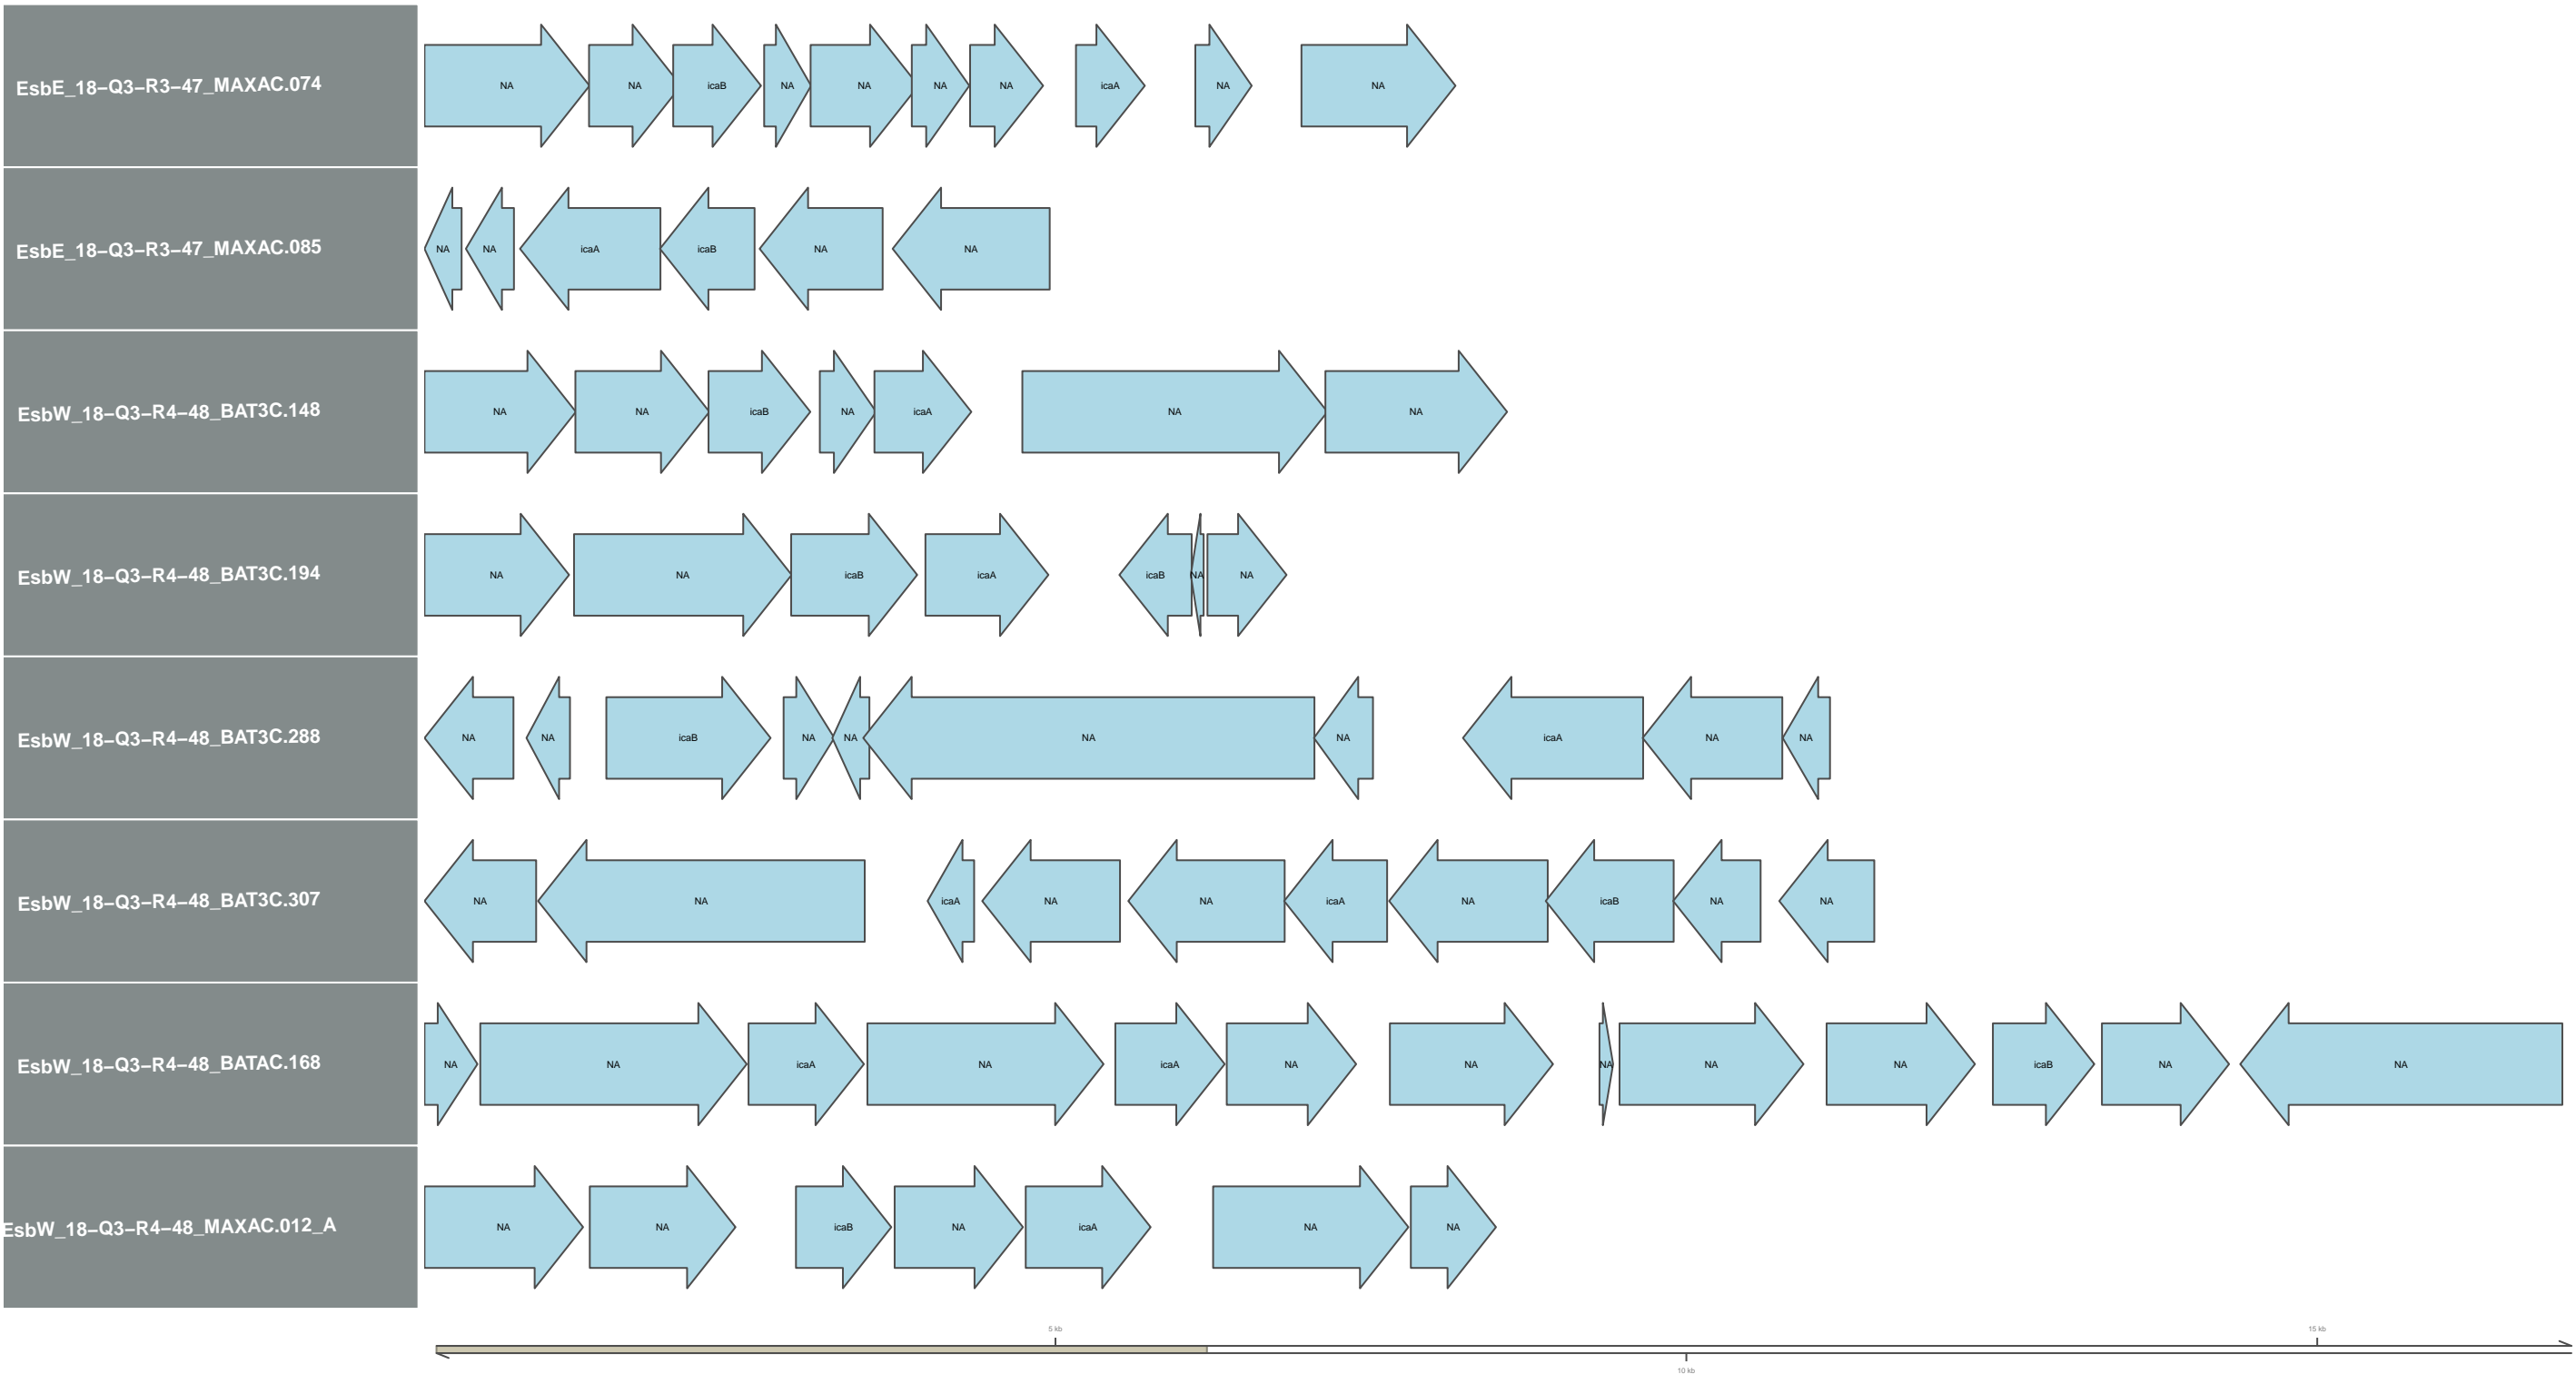 EsbE_18–Q3–R3–47_MAXAC.074
NA NA icaB NA NA NA NA icaA NA NA
EsbE_18–Q3–R3–47_MAXAC.085
NA NA icaA icaB NA NA
EsbW_18–Q3–R4–48_BAT3C.148
NA NA icaB NA icaA NA NA
EsbW_18–Q3–R4–48_BAT3C.194
NA NA icaB icaA icaB NA NA
EsbW_18–Q3–R4–48_BAT3C.288
NA NA icaB NA NA NA NA icaA NA NA
EsbW_18–Q3–R4–48_BAT3C.307
NA NA icaA NA NA icaA NA icaB NA NA
EsbW_18–Q3–R4–48_BATAC.168
NA NA icaA NA icaA NA NA NA NA NA icaB NA NA
EsbW_18–Q3–R4–48_MAXAC.012_A
NA NA icaB NA icaA NA NA
5 kb 15 kb
10 kb